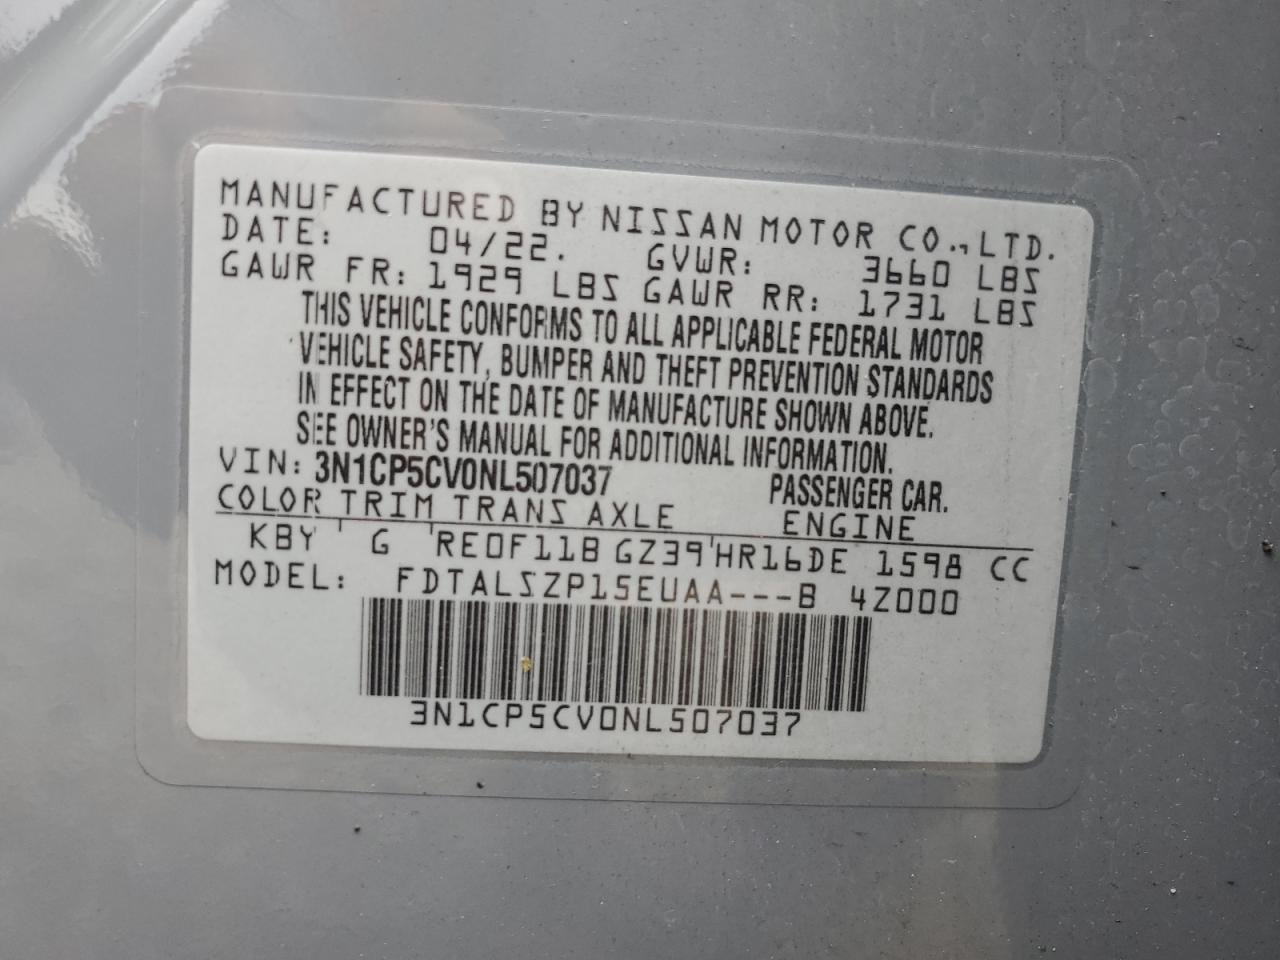 MANUFACTURED BY NISSAN MOTOR CO., LTD.
DATE: 04/22. GVWR: 3660 LBS
GAWR FR: 1929 LBS GAWR RR: 1731 LBS
THIS VEHICLE CONFORMS TO ALL APPLICABLE FEDERAL MOTOR
VEHICLE SAFETY, BUMPER AND THEFT PREVENTION STANDARDS
IN EFFECT ON THE DATE OF MANUFACTURE SHOWN ABOVE.
SEE OWNER'S MANUAL FOR ADDITIONAL INFORMATION.
VIN: 3N1CP5CV0NL507037 PASSENGER CAR.
COLOR TRIM TRANS AXLE ENGINE
KBY ' G 'RE0F11B GZ39'HR16DE 1598 CC
MODEL: FDTALSZP15EUAA---B 4Z000
3N1CP5CV0NL507037